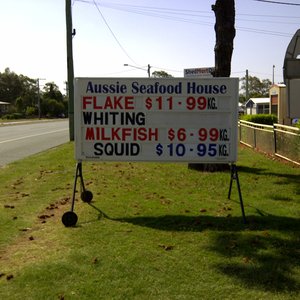 Aussie Seafood House
FLAKE $11-99KG.
WHITING
MILKFISH $6-99KG.
SQUID $10-95KG.